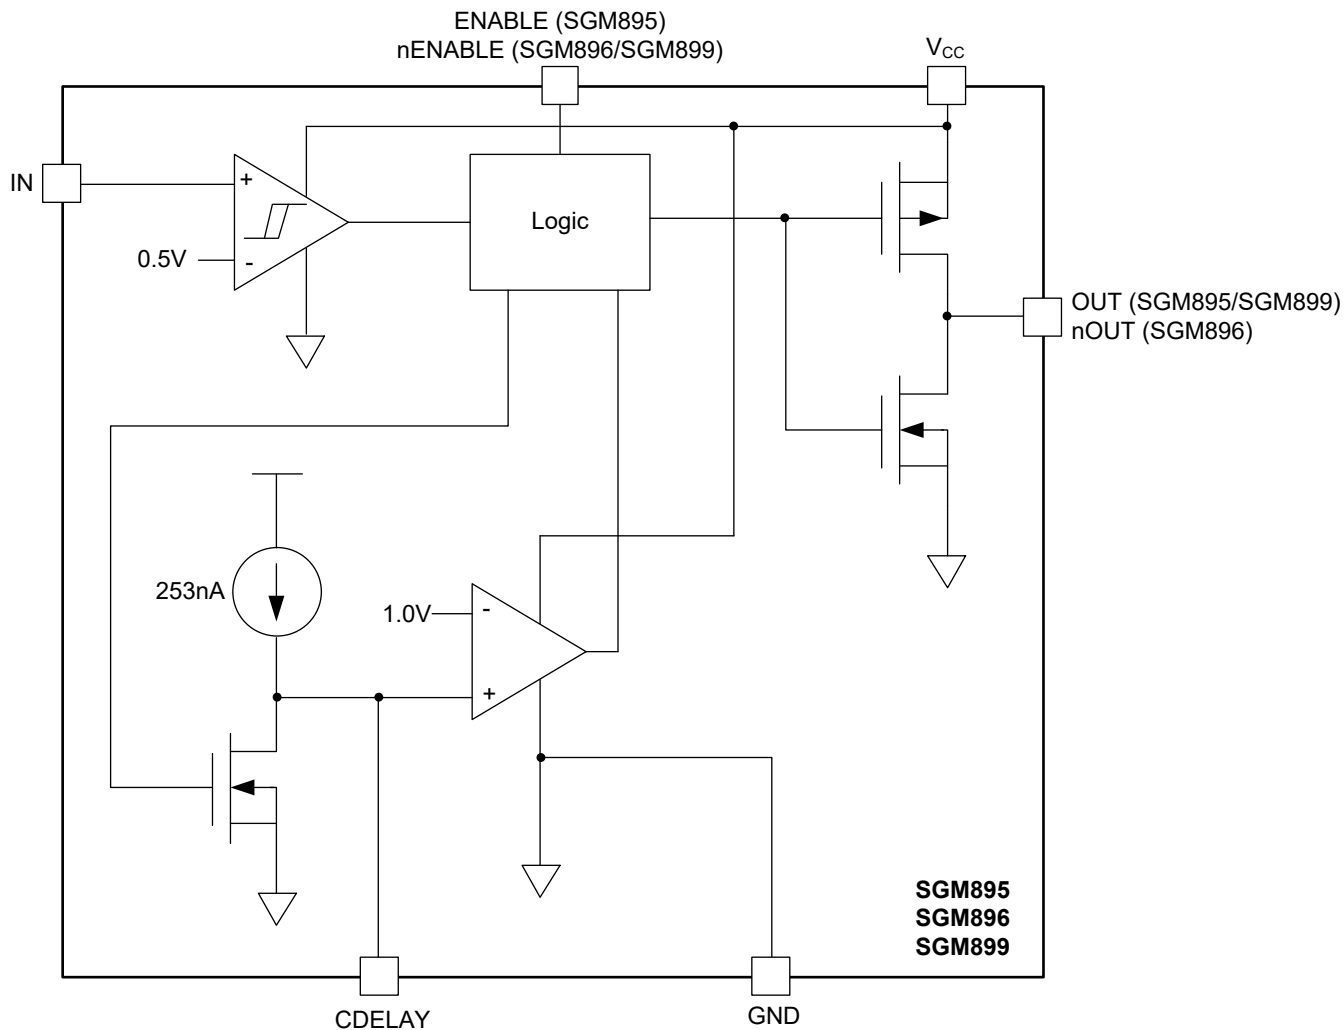 ENABLE (SGM895)
nENABLE (SGM896/SGM899)
VCC
IN
+
0.5V
-
Logic
OUT (SGM895/SGM899)
nOUT (SGM896)
253nA
1.0V
-
+
SGM895
SGM896
SGM899
CDELAY
GND